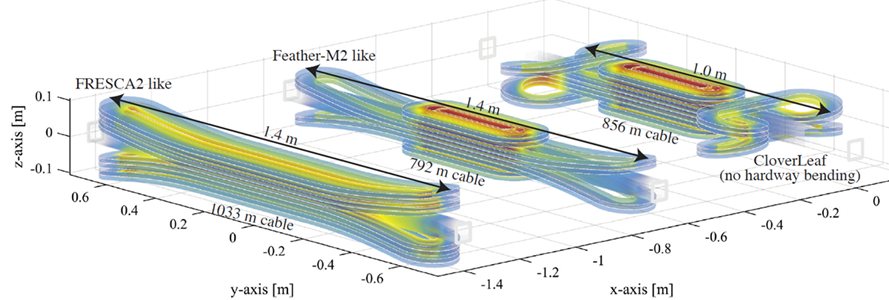 Feather-M2 like
FRESCA2 like
1.0 m
1.4 m
1.4 m
856 m cable
792 m cable
1033 m cable
CloverLeaf
(no hardway bending)
z-axis [m]
0.1
0
-0.1
0.6
0.4
0.2
0
-0.2
-0.4
-0.6
y-axis [m]
-1.4
-1.2
-1
-0.8
-0.6
-0.4
-0.2
0
x-axis [m]